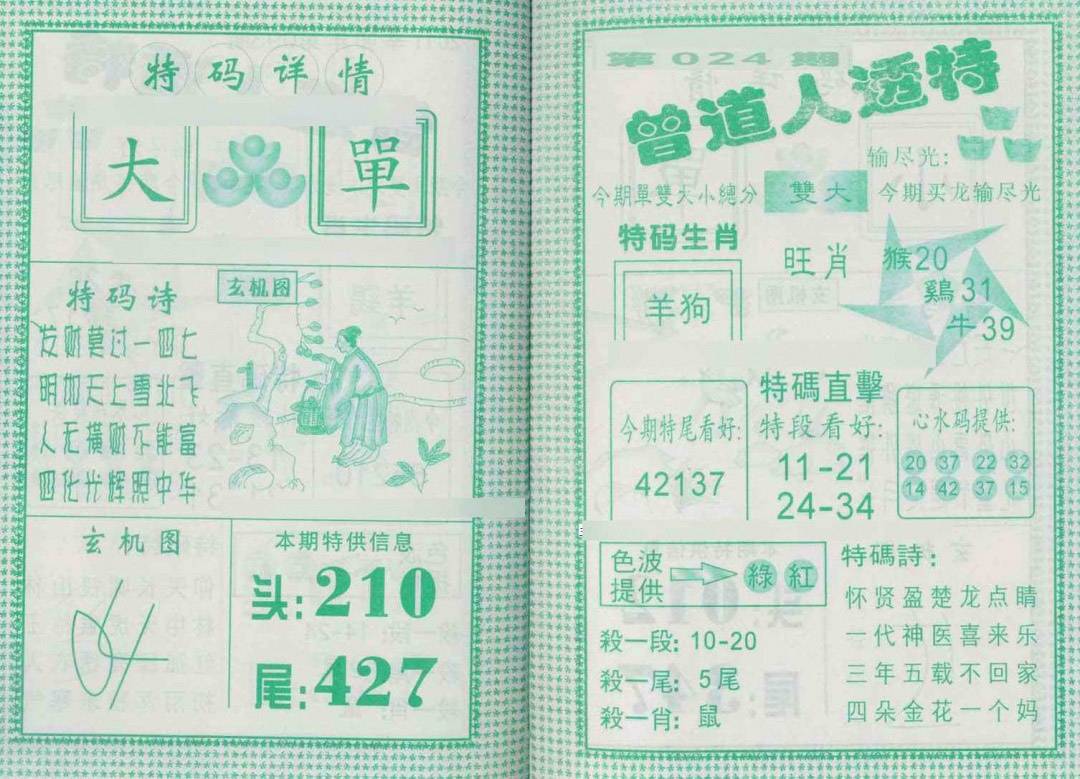 特码详情
大
單
特码诗
发财莫过一四七
明如天上雪北飞
人无横财不能富
四化光辉照中华
玄机图
1
玄机图
本期特供信息
头:210
尾:427
第024期
曾道人透特
输尽光:
今期單雙大小總分
雙大
今期买龙输尽光
特码生肖
羊狗
旺肖
猴20
鷄31
牛39
今期特尾看好:
42137
特碼直擊
特段看好:
11-21
24-34
心水码提供:
20 37 22 32
14 42 37 15
色波
提供
綠 紅
殺一段: 10-20
殺一尾: 5尾
殺一肖: 鼠
特碼詩:
怀贤盈楚龙点睛
一代神医喜来乐
三年五载不回家
四朵金花一个妈